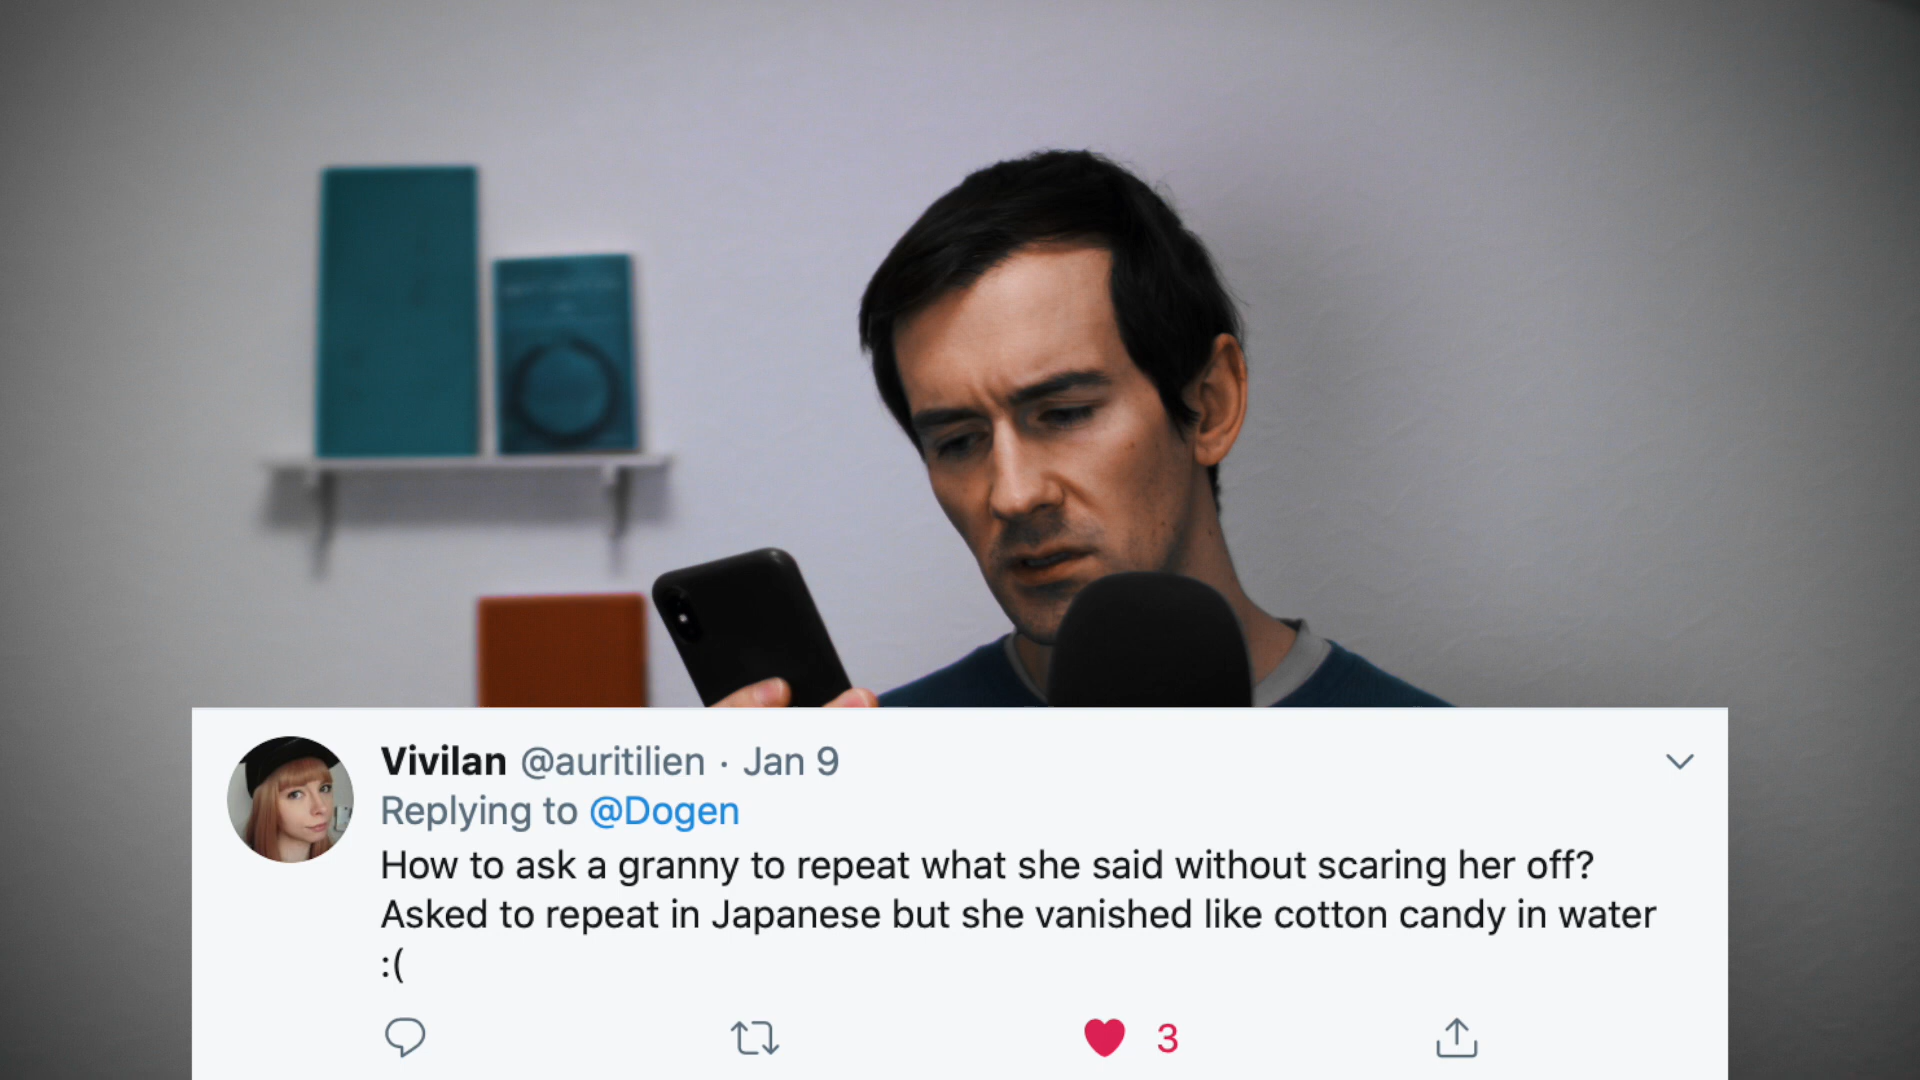 Vivilan @auritilien · Jan 9
Replying to @Dogen
How to ask a granny to repeat what she said without scaring her off?
Asked to repeat in Japanese but she vanished like cotton candy in water
:(
3